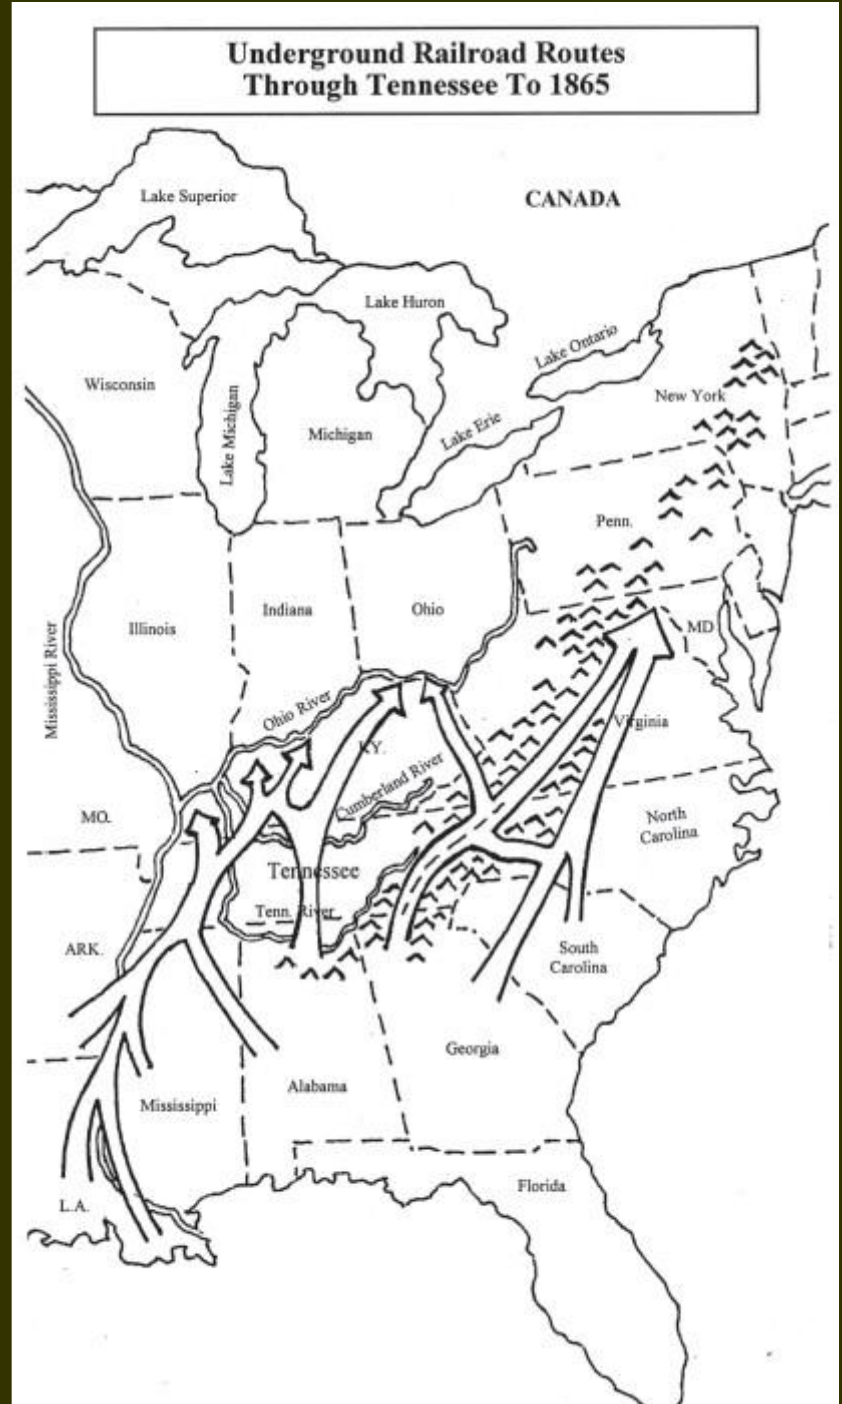 Underground Railroad Routes
Through Tennessee To 1865
Lake Superior
CANADA
Lake Huron
Lake Ontario
Wisconsin
Lake Michigan
Michigan
Lake Erie
New York
Penn.
Mississippi River
Illinois
Indiana
Ohio
MD
Ohio River
Virginia
KY.
Cumberland River
MO.
North
Carolina
Tennessee
Tenn. River
ARK.
South
Carolina
Georgia
Mississippi
Alabama
L.A.
Florida